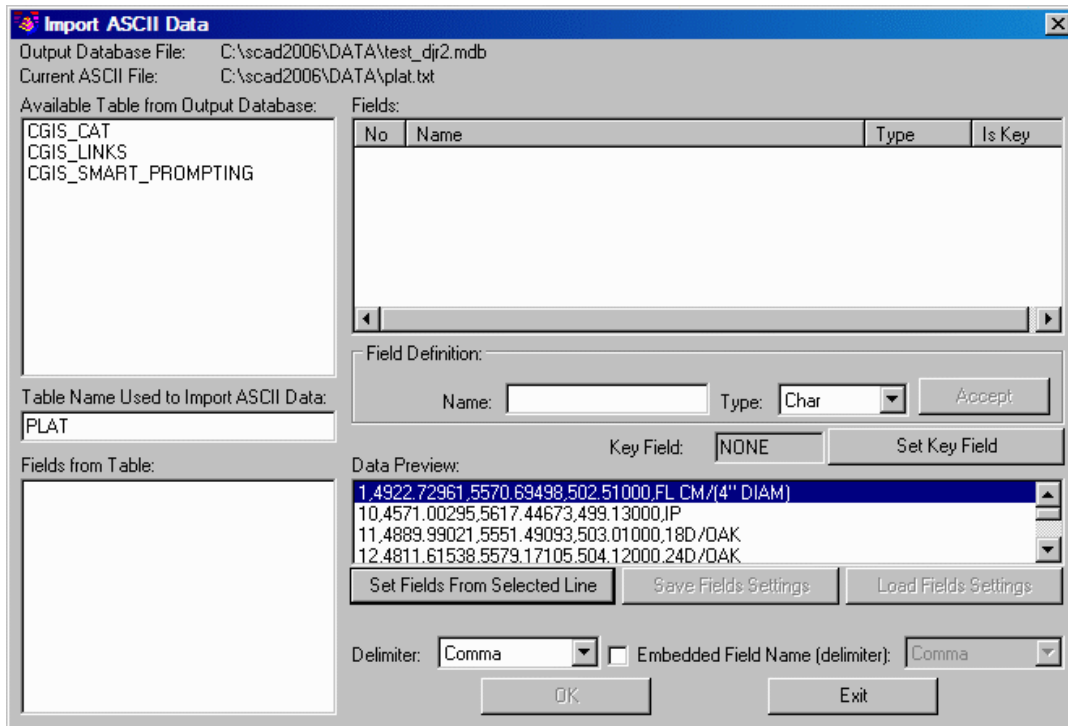 Import ASCII Data
Output Database File: C:\scad2006\DATA\test_djr2.mdb
Current ASCII File: C:\scad2006\DATA\plat.txt
Available Table from Output Database:
CGIS_CAT
CGIS_LINKS
CGIS_SMART_PROMPTING
Fields:
No Name Type Is Key
Field Definition:
Name: Type: Char Accept
Table Name Used to Import ASCII Data:
PLAT
Key Field: NONE Set Key Field
Fields from Table:
Data Preview:
1,4922.72961,5570.69498,502.51000,FL CM/(4" DIAM)
10,4571.00295,5617.44673,499.13000,IP
11,4889.99021,5551.49093,503.01000,18D/OAK
12,4811.61538,5579.17105,504.12000,24D/OAK
Set Fields From Selected Line Save Fields Settings Load Fields Settings
Delimiter: Comma Embedded Field Name (delimiter): Comma
OK Exit